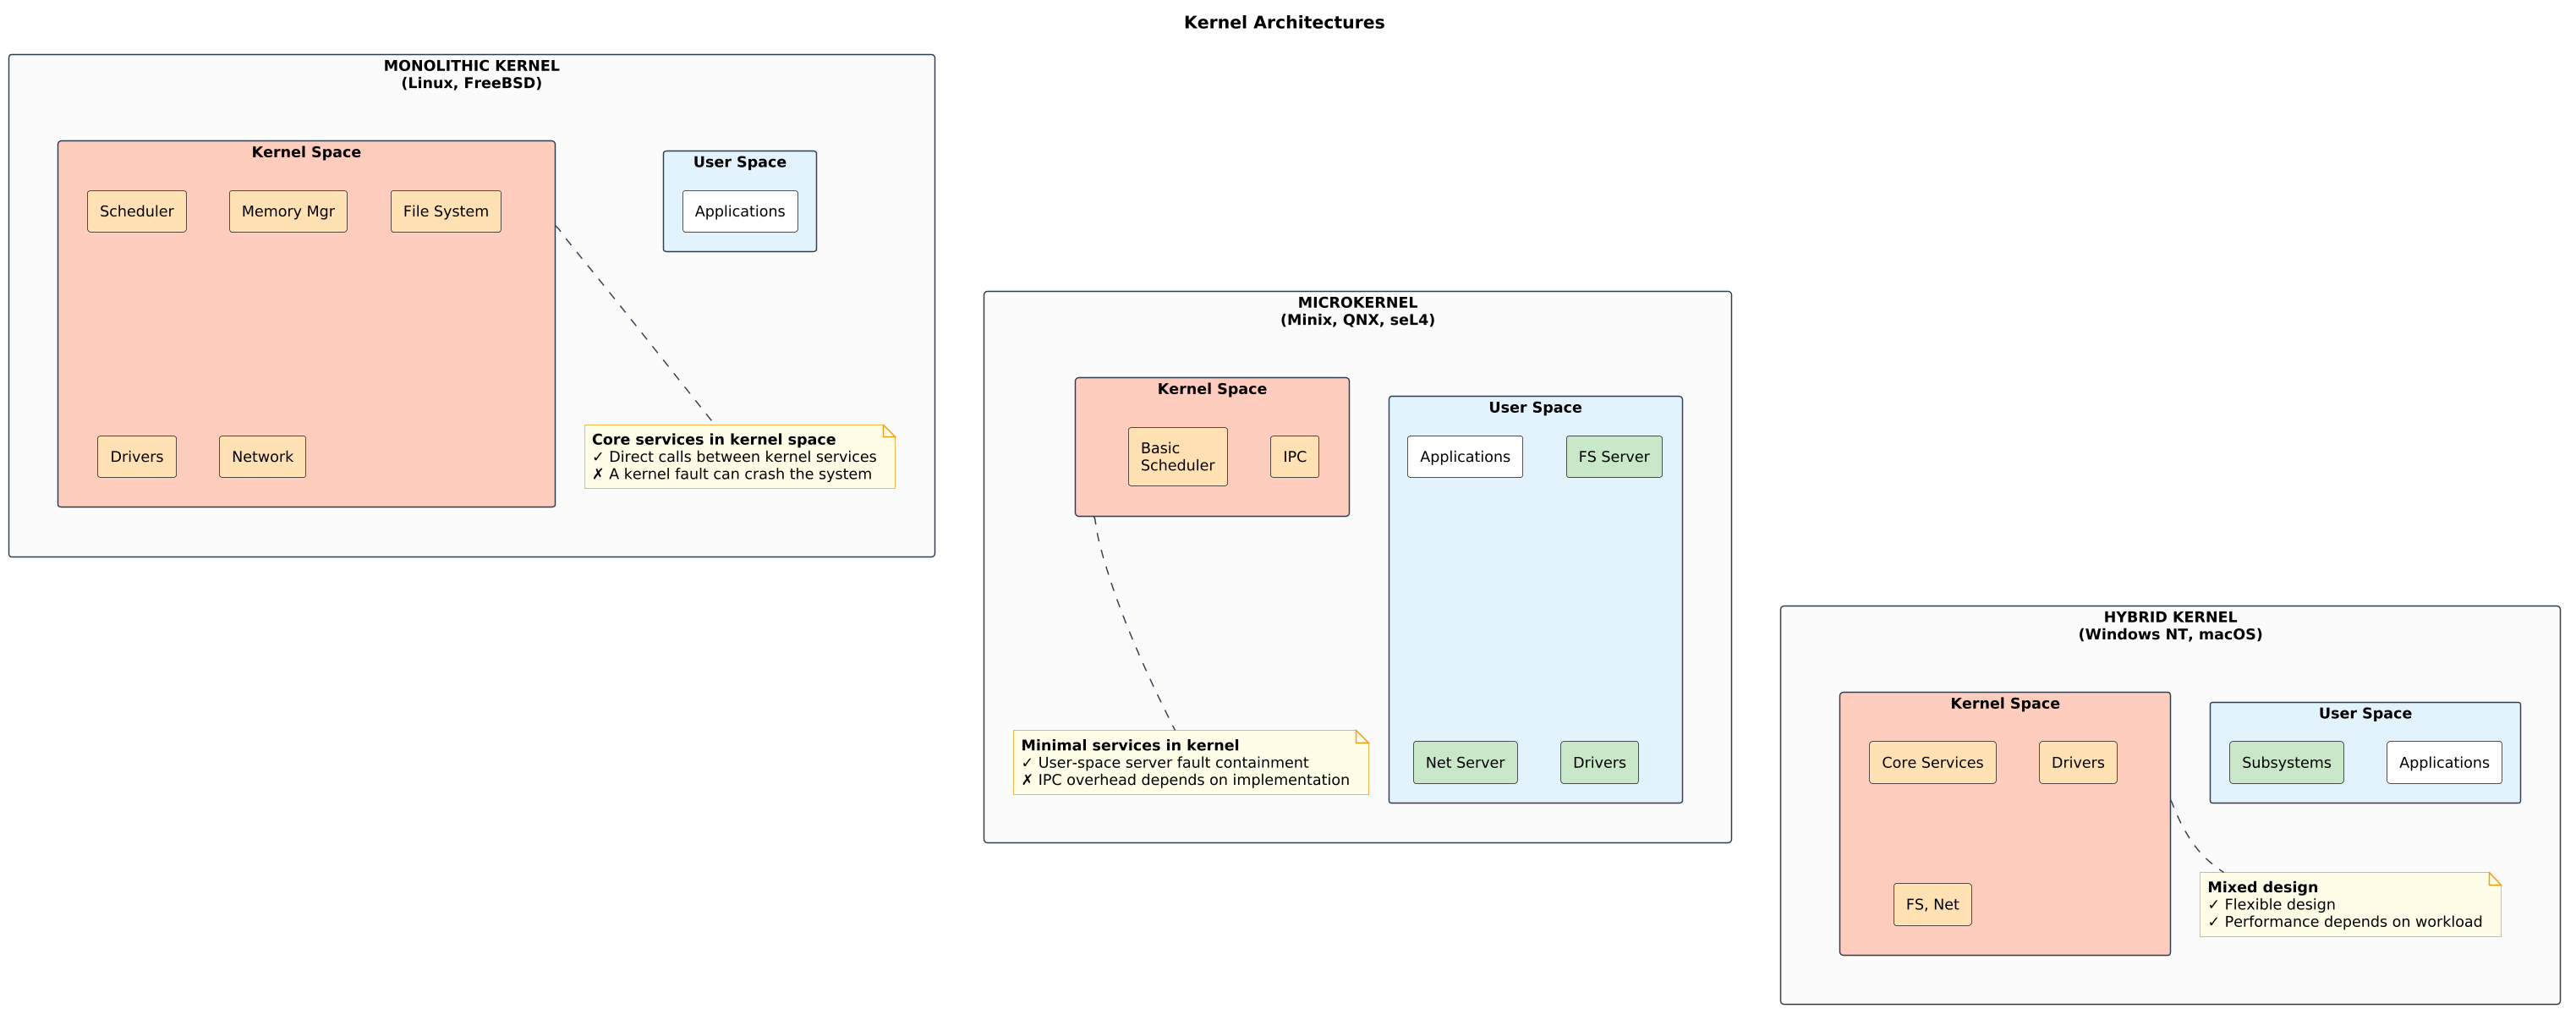 Kernel Architectures
MONOLITHIC KERNEL
(Linux, FreeBSD)
Kernel Space
Scheduler
Memory Mgr
File System
Drivers
Network
User Space
Applications
Core services in kernel space
✓ Direct calls between kernel services
✗ A kernel fault can crash the system
MICROKERNEL
(Minix, QNX, seL4)
Kernel Space
Basic
Scheduler
IPC
User Space
Applications
FS Server
Net Server
Drivers
Minimal services in kernel
✓ User-space server fault containment
✗ IPC overhead depends on implementation
HYBRID KERNEL
(Windows NT, macOS)
Kernel Space
Core Services
Drivers
FS, Net
User Space
Subsystems
Applications
Mixed design
✓ Flexible design
✓ Performance depends on workload